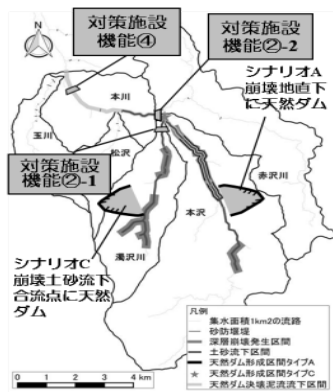 対策施設
機能④
対策施設
機能②-2
シナリオA
崩壊地直下
に天然ダム
本川
玉川
松沢
赤沢川
対策施設
機能②-1
本沢
シナリオC
崩壊土砂流下
合流点に天然
ダム
濁沢川
凡例
集水面積1km2の流路
砂防堰堤
深層崩壊発生区間
土砂流下区間
天然ダム形成区間タイプA
天然ダム形成区間タイプC
天然ダム決壊泥流流下区間
0 1 2 4 km